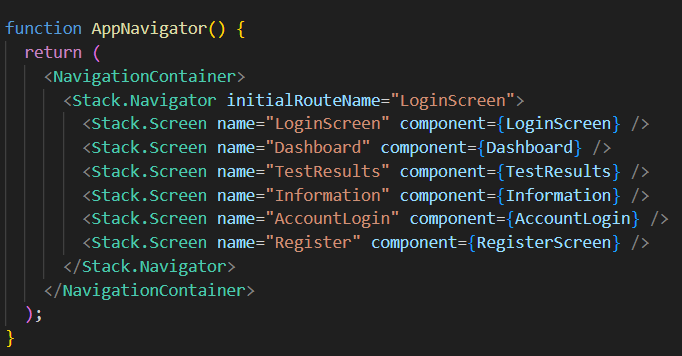 function AppNavigator() {
  return (
    <NavigationContainer>
      <Stack.Navigator initialRouteName="LoginScreen">
        <Stack.Screen name="LoginScreen" component={LoginScreen} />
        <Stack.Screen name="Dashboard" component={Dashboard} />
        <Stack.Screen name="TestResults" component={TestResults} />
        <Stack.Screen name="Information" component={Information} />
        <Stack.Screen name="AccountLogin" component={AccountLogin} />
        <Stack.Screen name="Register" component={RegisterScreen} />
      </Stack.Navigator>
    </NavigationContainer>
  );
}